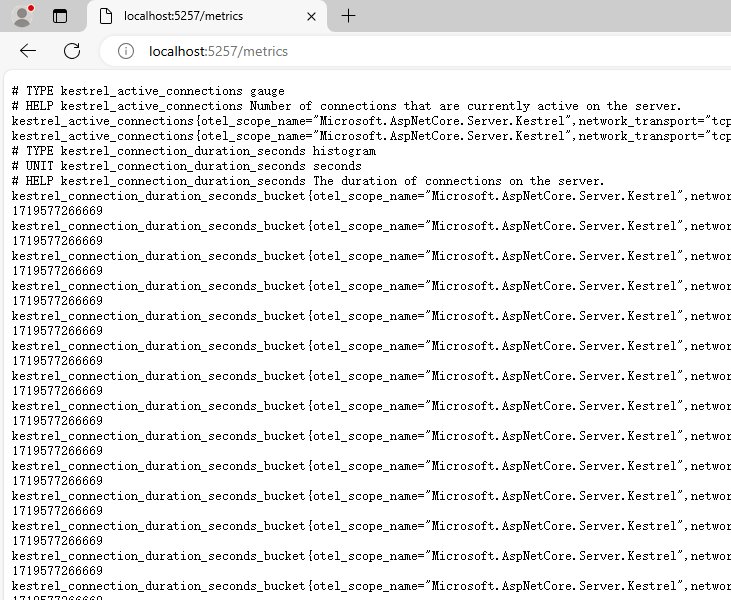 localhost:5257/metrics
localhost:5257/metrics
# TYPE kestrel_active_connections gauge
# HELP kestrel_active_connections Number of connections that are currently active on the server.
kestrel_active_connections{otel_scope_name="Microsoft.AspNetCore.Server.Kestrel",network_transport="tcp
kestrel_active_connections{otel_scope_name="Microsoft.AspNetCore.Server.Kestrel",network_transport="tcp
# TYPE kestrel_connection_duration_seconds histogram
# UNIT kestrel_connection_duration_seconds seconds
# HELP kestrel_connection_duration_seconds The duration of connections on the server.
kestrel_connection_duration_seconds_bucket{otel_scope_name="Microsoft.AspNetCore.Server.Kestrel",networ
1719577266669
kestrel_connection_duration_seconds_bucket{otel_scope_name="Microsoft.AspNetCore.Server.Kestrel",networ
1719577266669
kestrel_connection_duration_seconds_bucket{otel_scope_name="Microsoft.AspNetCore.Server.Kestrel",networ
1719577266669
kestrel_connection_duration_seconds_bucket{otel_scope_name="Microsoft.AspNetCore.Server.Kestrel",networ
1719577266669
kestrel_connection_duration_seconds_bucket{otel_scope_name="Microsoft.AspNetCore.Server.Kestrel",networ
1719577266669
kestrel_connection_duration_seconds_bucket{otel_scope_name="Microsoft.AspNetCore.Server.Kestrel",networ
1719577266669
kestrel_connection_duration_seconds_bucket{otel_scope_name="Microsoft.AspNetCore.Server.Kestrel",networ
1719577266669
kestrel_connection_duration_seconds_bucket{otel_scope_name="Microsoft.AspNetCore.Server.Kestrel",networ
1719577266669
kestrel_connection_duration_seconds_bucket{otel_scope_name="Microsoft.AspNetCore.Server.Kestrel",networ
1719577266669
kestrel_connection_duration_seconds_bucket{otel_scope_name="Microsoft.AspNetCore.Server.Kestrel",networ
1719577266669
kestrel_connection_duration_seconds_bucket{otel_scope_name="Microsoft.AspNetCore.Server.Kestrel",networ
1719577266669
kestrel_connection_duration_seconds_bucket{otel_scope_name="Microsoft.AspNetCore.Server.Kestrel",networ
1719577266669
kestrel_connection_duration_seconds_bucket{otel_scope_name="Microsoft.AspNetCore.Server.Kestrel",networ
1719577266669
kestrel_connection_duration_seconds_bucket{otel_scope_name="Microsoft.AspNetCore.Server.Kestrel",networ
1719577266669